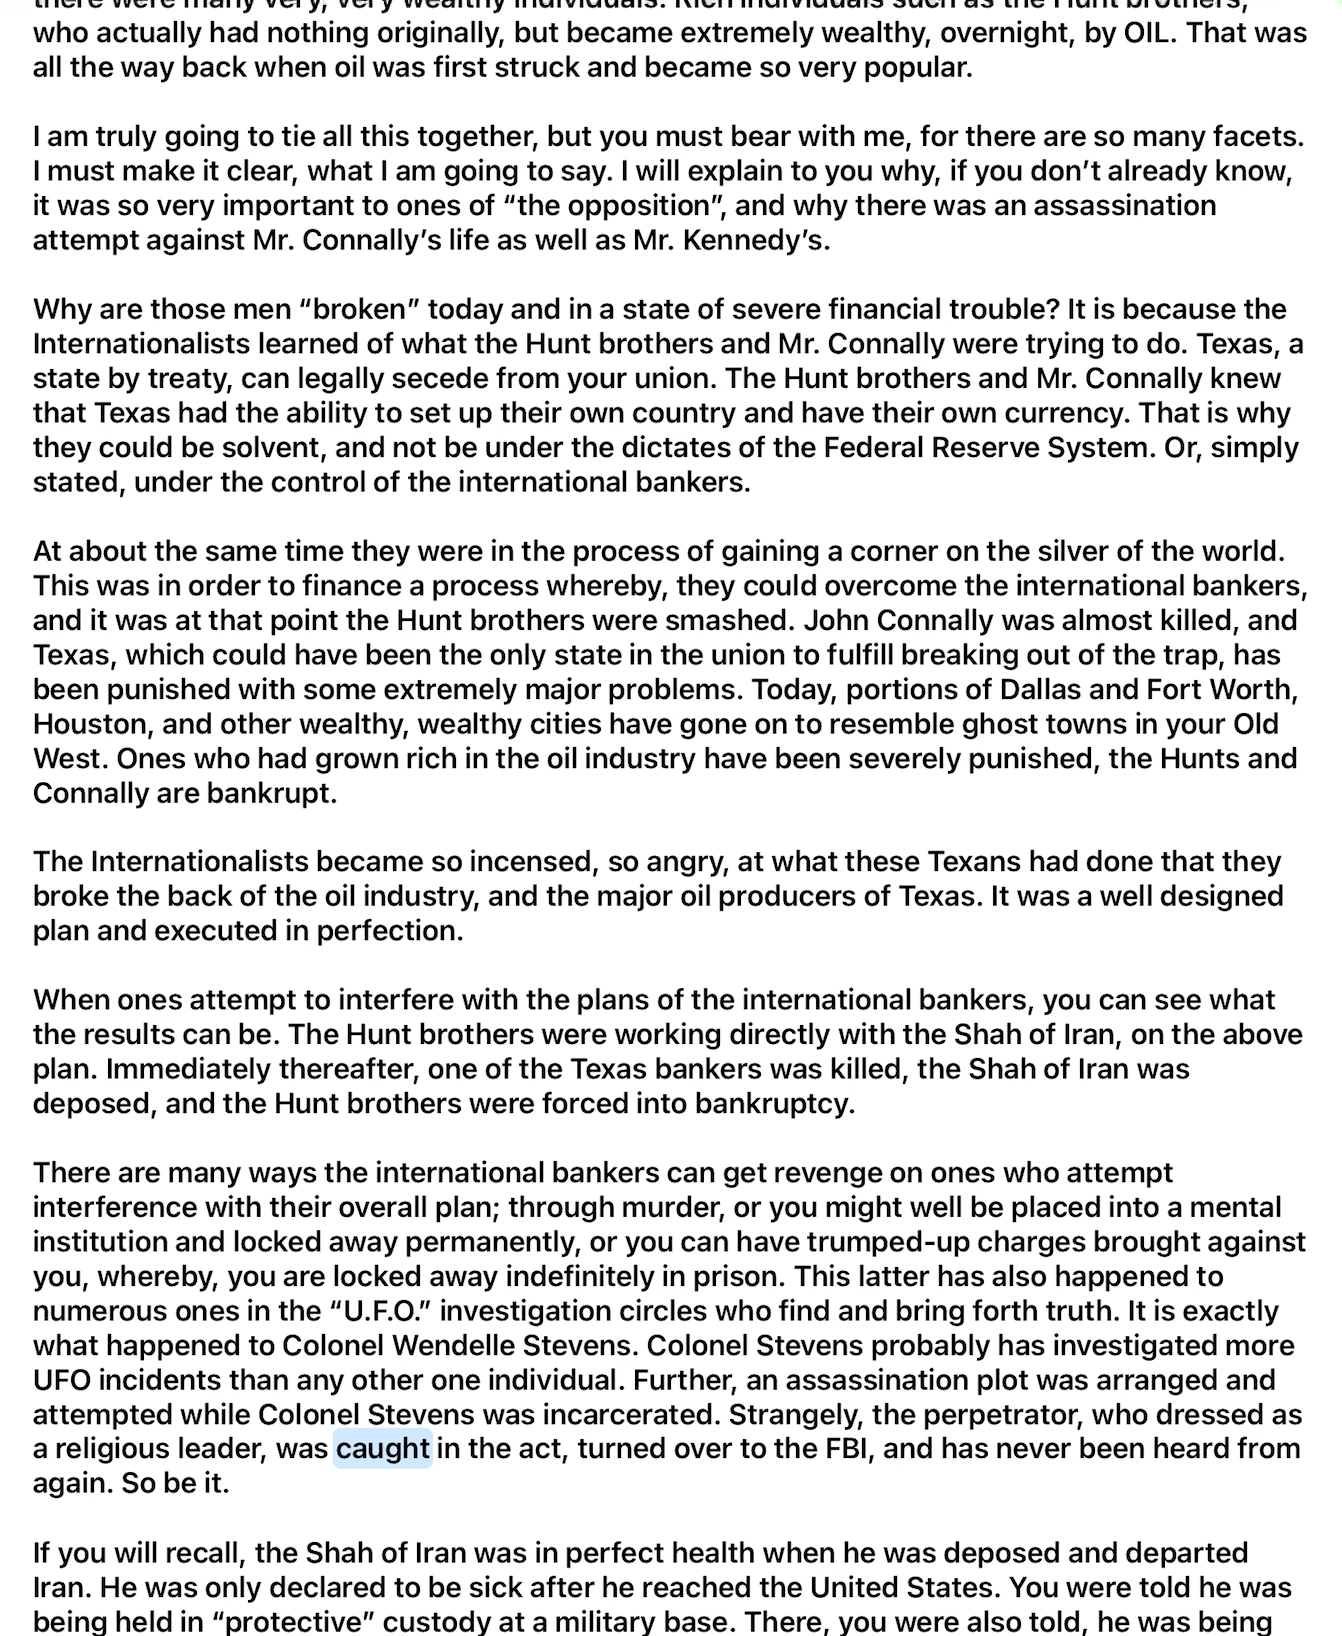 there were many very, very wealthy individuals. Rich individuals such as the Hunt brothers,
who actually had nothing originally, but became extremely wealthy, overnight, by OIL. That was
all the way back when oil was first struck and became so very popular.
I am truly going to tie all this together, but you must bear with me, for there are so many facets.
I must make it clear, what I am going to say. I will explain to you why, if you don’t already know,
it was so very important to ones of “the opposition”, and why there was an assassination
attempt against Mr. Connally’s life as well as Mr. Kennedy’s.
Why are those men “broken” today and in a state of severe financial trouble? It is because the
Internationalists learned of what the Hunt brothers and Mr. Connally were trying to do. Texas, a
state by treaty, can legally secede from your union. The Hunt brothers and Mr. Connally knew
that Texas had the ability to set up their own country and have their own currency. That is why
they could be solvent, and not be under the dictates of the Federal Reserve System. Or, simply
stated, under the control of the international bankers.
At about the same time they were in the process of gaining a corner on the silver of the world.
This was in order to finance a process whereby, they could overcome the international bankers,
and it was at that point the Hunt brothers were smashed. John Connally was almost killed, and
Texas, which could have been the only state in the union to fulfill breaking out of the trap, has
been punished with some extremely major problems. Today, portions of Dallas and Fort Worth,
Houston, and other wealthy, wealthy cities have gone on to resemble ghost towns in your Old
West. Ones who had grown rich in the oil industry have been severely punished, the Hunts and
Connally are bankrupt.
The Internationalists became so incensed, so angry, at what these Texans had done that they
broke the back of the oil industry, and the major oil producers of Texas. It was a well designed
plan and executed in perfection.
When ones attempt to interfere with the plans of the international bankers, you can see what
the results can be. The Hunt brothers were working directly with the Shah of Iran, on the above
plan. Immediately thereafter, one of the Texas bankers was killed, the Shah of Iran was
deposed, and the Hunt brothers were forced into bankruptcy.
There are many ways the international bankers can get revenge on ones who attempt
interference with their overall plan; through murder, or you might well be placed into a mental
institution and locked away permanently, or you can have trumped-up charges brought against
you, whereby, you are locked away indefinitely in prison. This latter has also happened to
numerous ones in the “U.F.O.” investigation circles who find and bring forth truth. It is exactly
what happened to Colonel Wendelle Stevens. Colonel Stevens probably has investigated more
UFO incidents than any other one individual. Further, an assassination plot was arranged and
attempted while Colonel Stevens was incarcerated. Strangely, the perpetrator, who dressed as
a religious leader, was caught in the act, turned over to the FBI, and has never been heard from
again. So be it.
If you will recall, the Shah of Iran was in perfect health when he was deposed and departed
Iran. He was only declared to be sick after he reached the United States. You were told he was
being held in “protective” custody at a military base. There, you were also told, he was being